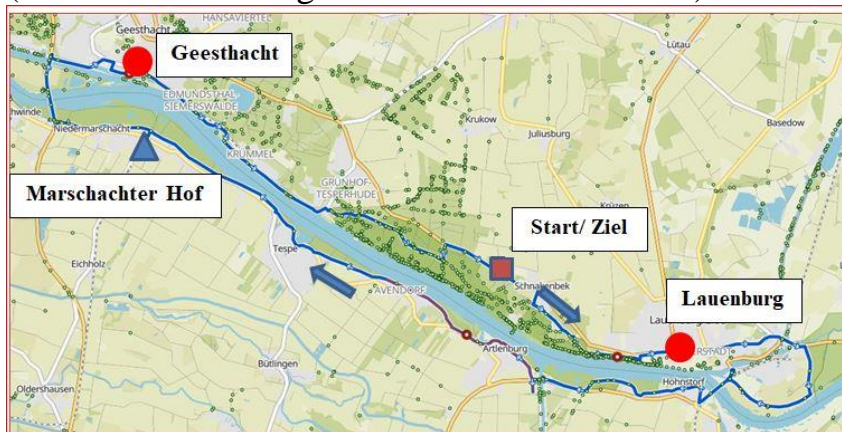 HANSAVIERTEL
Geesthacht
Geesthacht
Lütau
EDMUNDSTHAL-
SIEMERSWALDE
Krukow
Basedow
Juliusburg
Niedermarschacht
KRÜMMEL
GRÜNHOF-
TESPERHUDE
Marschachter Hof
Krüzen
Start/ Ziel
Tespe
Eichholz
Schnakenbek
Lauenburg
AVENDORF
Artlenburg
Bütlingen
Hohnstorf
Oldershausen